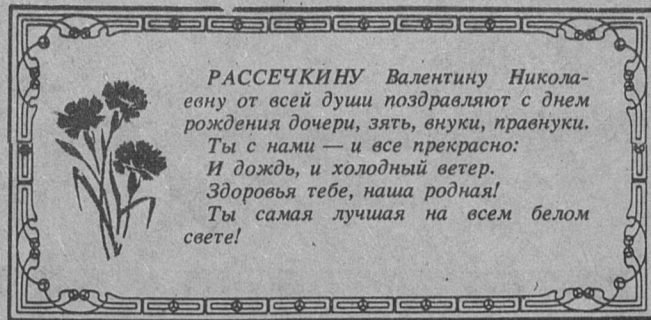 РАССЕЧКИНУ Валентину Никола-
евну от всей души поздравляют с днем
рождения дочери, зять, внуки, правнуки.
Ты с нами — и все прекрасно:
И дождь, и холодный ветер.
Здоровья тебе, наша родная!
Ты самая лучшая на всем белом
свете!